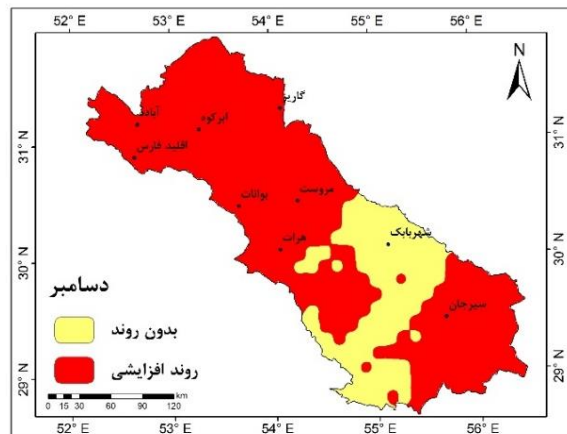 52° E 53° E 54° E 55° E 56° E
N
گاریز
آباده
ابرکوه
31° N 31° N
اقلید فارس
مروست
بوانات
شهربابک
هرات
30° N 30° N
دسامبر
سیرجان
بدون روند
روند افزایشی
29° N 29° N
0 15 30 60 90 120
km
52° E 53° E 54° E 55 E 56° E